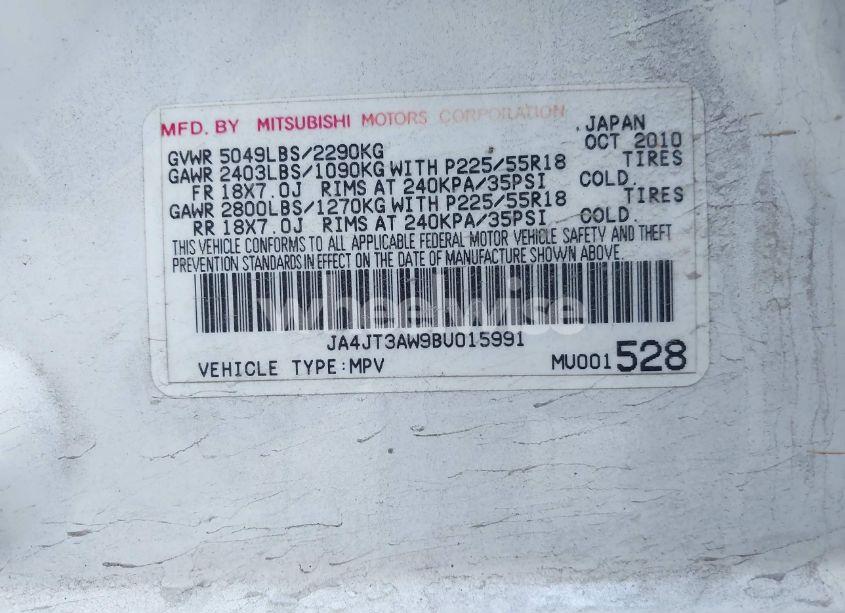 MFD. BY MITSUBISHI MOTORS CORPORATION , JAPAN
GVWR 5049LBS/2290KG OCT 2010
GAWR 2403LBS/1090KG WITH P225/55R18 TIRES
FR 18X7.0J RIMS AT 240KPA/35PSI COLD.
GAWR 2800LBS/1270KG WITH P225/55R18 TIRES
RR 18X7.0J RIMS AT 240KPA/35PSI COLD.
THIS VEHICLE CONFORMS TO ALL APPLICABLE FEDERAL MOTOR VEHICLE SAFETY AND THEFT
PREVENTION STANDARDS IN EFFECT ON THE DATE OF MANUFACTURE SHOWN ABOVE.
wheelwise
JA4JT3AW9BU015991
VEHICLE TYPE:MPV MU001528